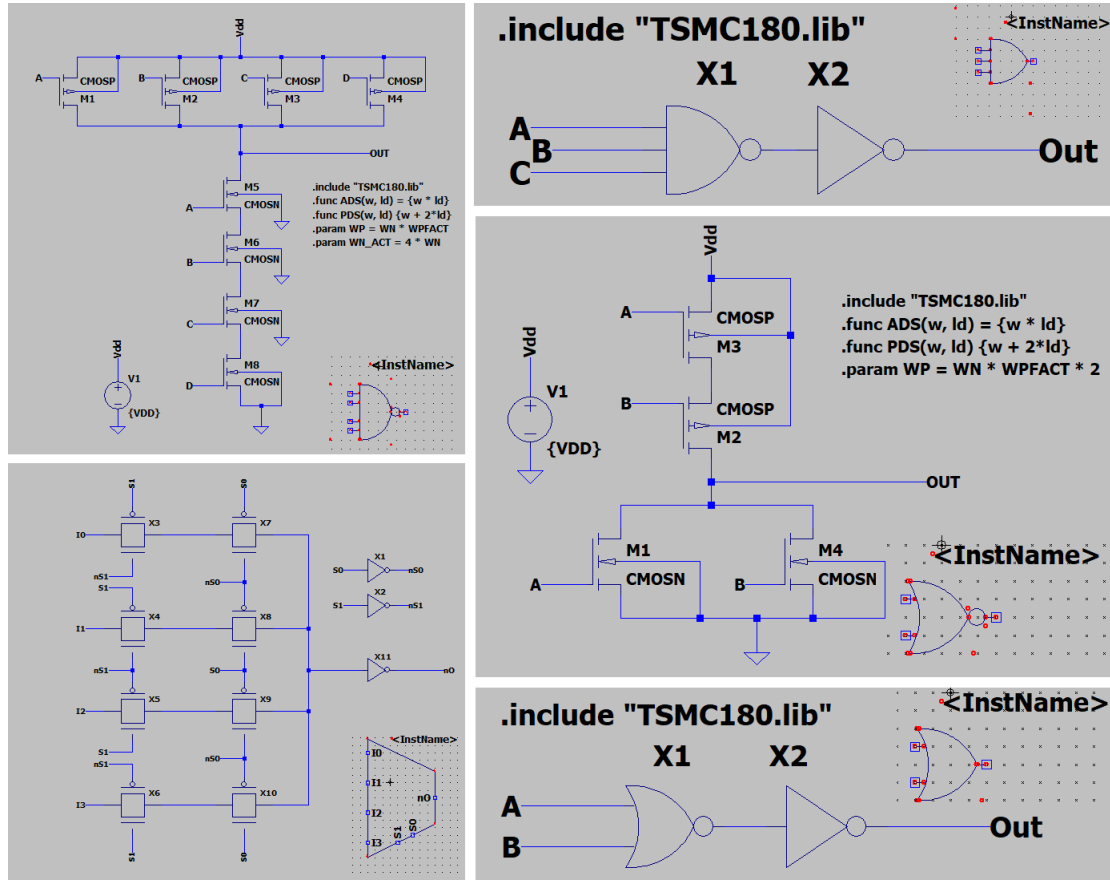 Vdd
A
CMOSP
M1
B
CMOSP
M2
C
CMOSP
M3
D
CMOSP
M4
OUT
A
M5
CMOSN
B
M6
CMOSN
C
M7
CMOSN
D
M8
CMOSN
.include "TSMC180.lib"
.func ADS(w, ld) = {w * ld}
.func PDS(w, ld) {w + 2*ld}
.param WP = WN * WPFACT
.param WN_ACT = 4 * WN
Vdd
V1
{VDD}
<InstName>
.include "TSMC180.lib"
X1 X2
A
B
C
Out
<InstName>
Vdd
A
CMOSP
M3
B
CMOSP
M2
Vdd
V1
{VDD}
OUT
A
M1
CMOSN
B
M4
CMOSN
.include "TSMC180.lib"
.func ADS(w, ld) = {w * ld}
.func PDS(w, ld) {w + 2*ld}
.param WP = WN * WPFACT * 2
<InstName>
S1
S0
I0
X3
X7
nS1
S1
nS0
I1
X4
X8
nS1
S0
I2
X5
X9
S1
nS1
nS0
I3
X6
X10
S1
S0
X1
S0
nS0
X2
S1
nS1
X11
nO
<InstName>
I0
I1
I2
I3
nO
S1
S0
.include "TSMC180.lib"
X1 X2
A
B
Out
<InstName>